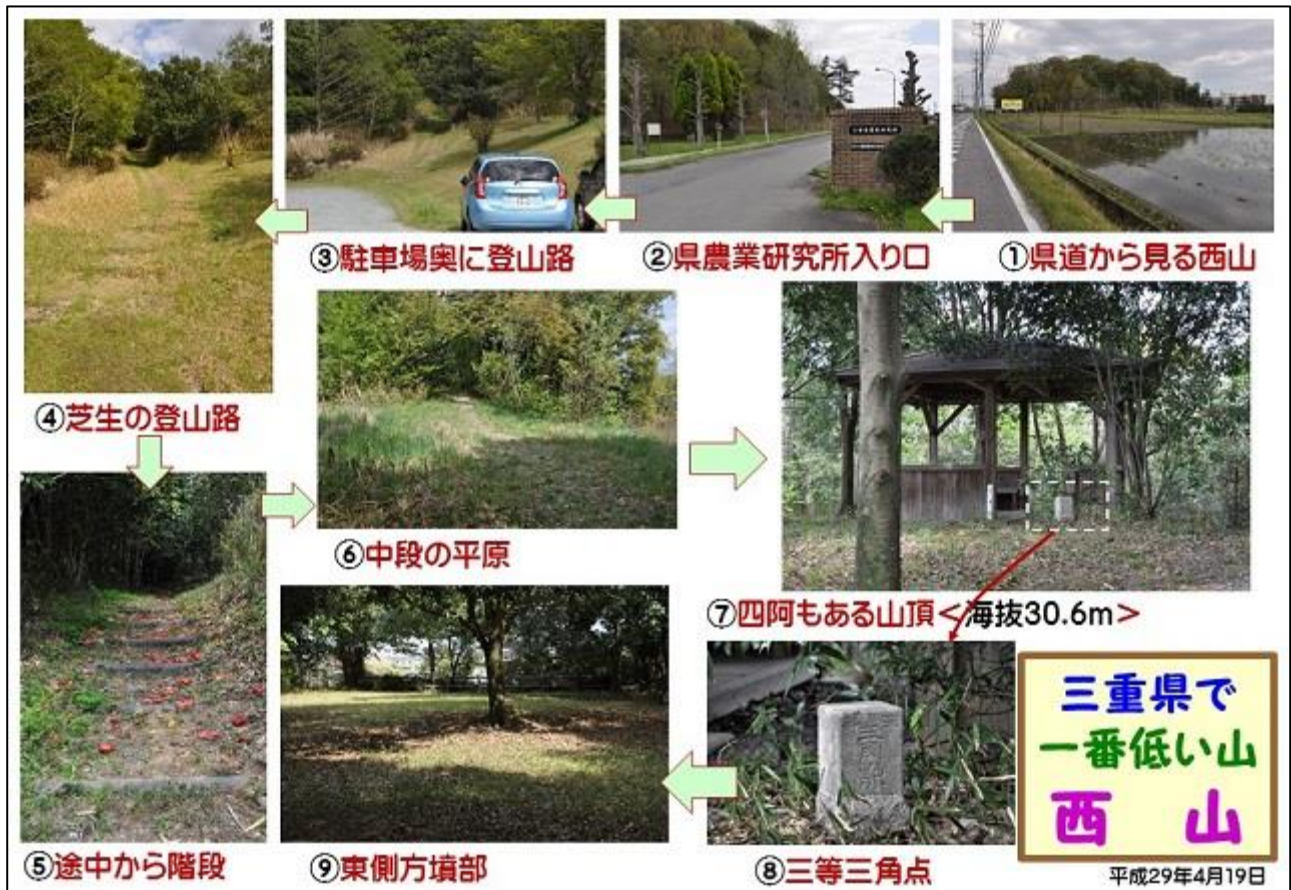 ①県道から見る西山
②県農業研究所入り口
③駐車場奥に登山路
④芝生の登山路
⑤途中から階段
⑥中段の平原
⑦四阿もある山頂<海抜30.6m>
⑧三等三角点
⑨東側方墳部
三重県で
一番低い山
西 山
平成29年4月19日